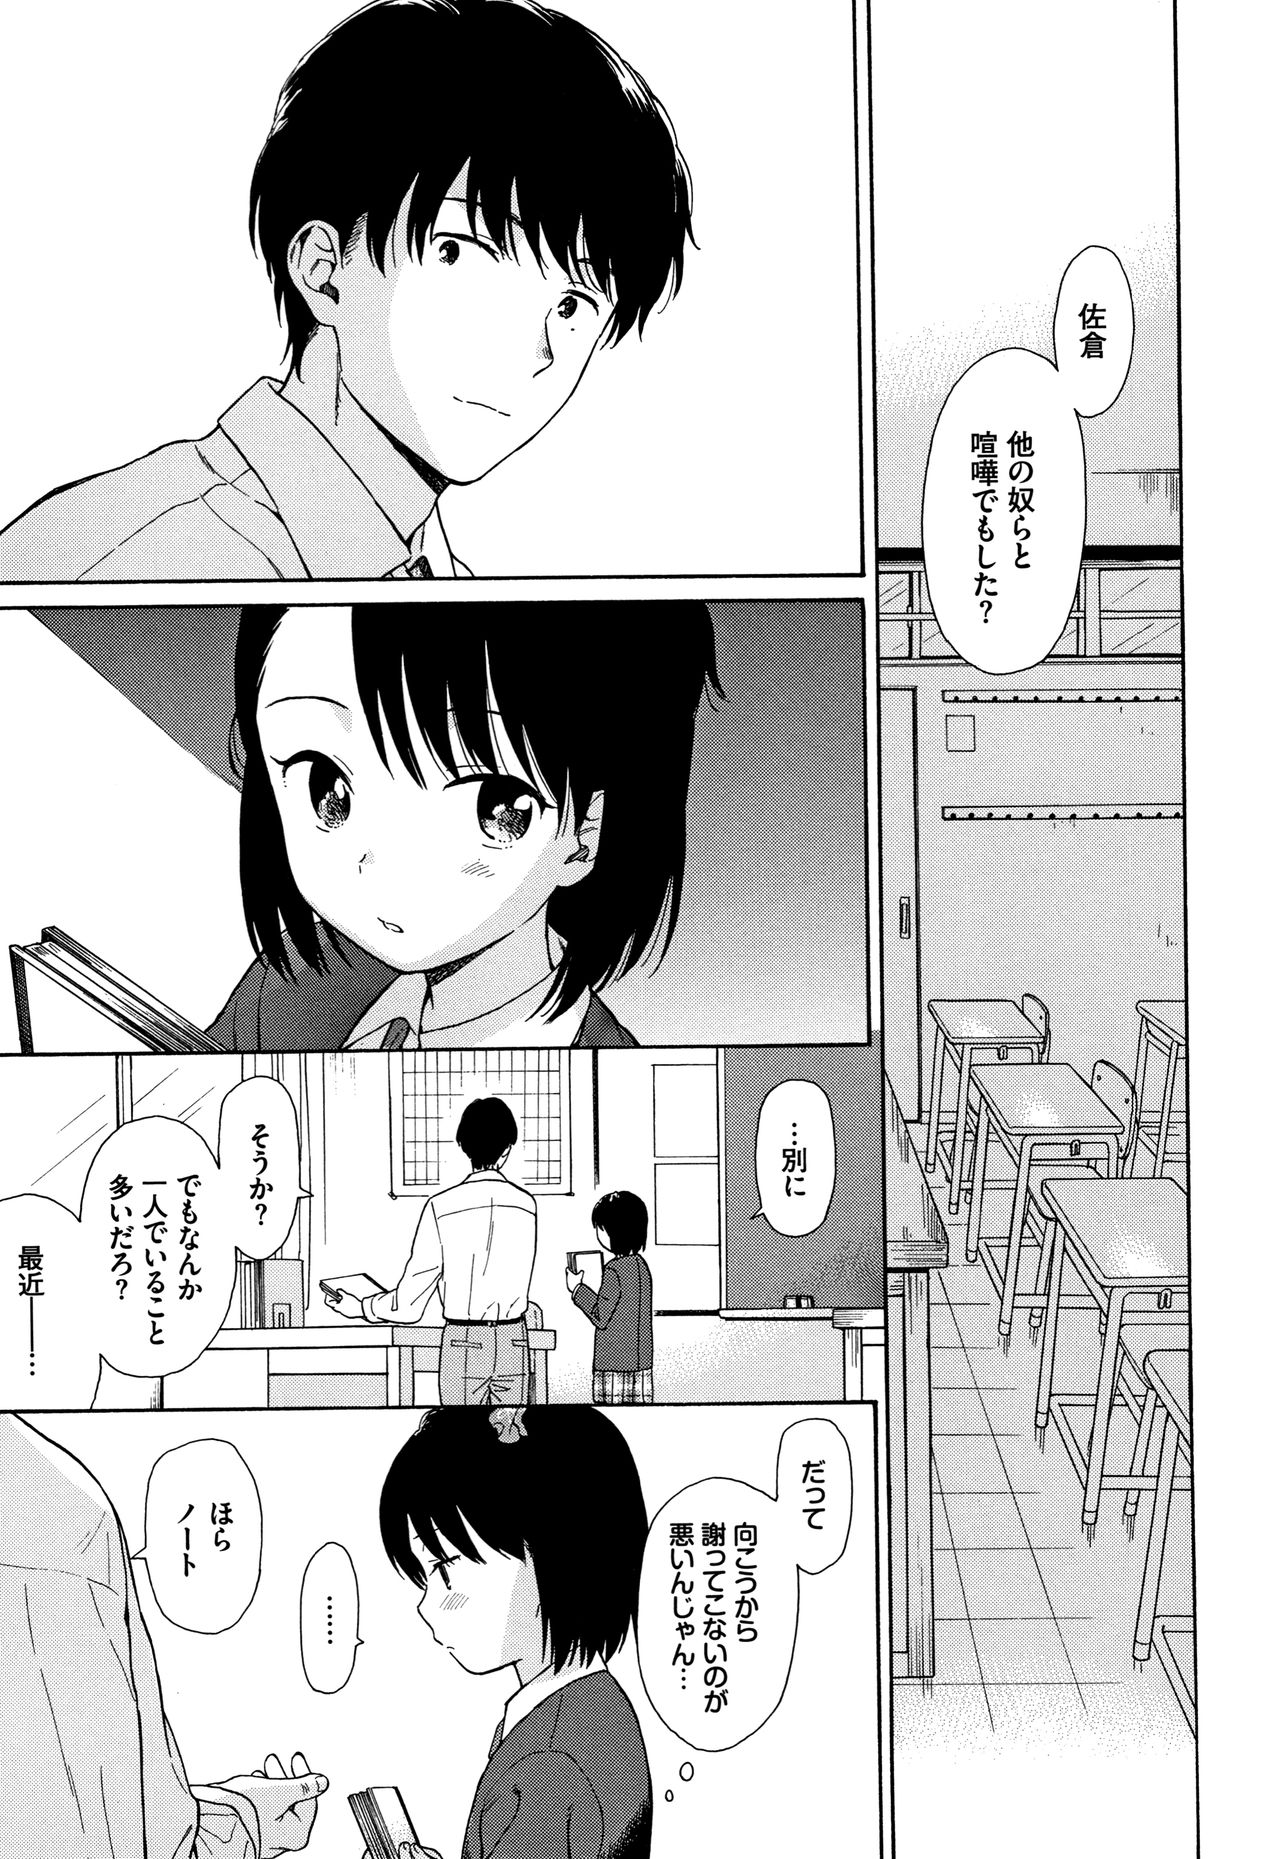 佐倉
他の奴らと
喧嘩でもした?
…別に
そうか?
でもなんか
一人でいること
多いだろ?
最近――…
だって
向こうから
謝ってこないのが
悪いんじゃん…
……
ほら
ノート